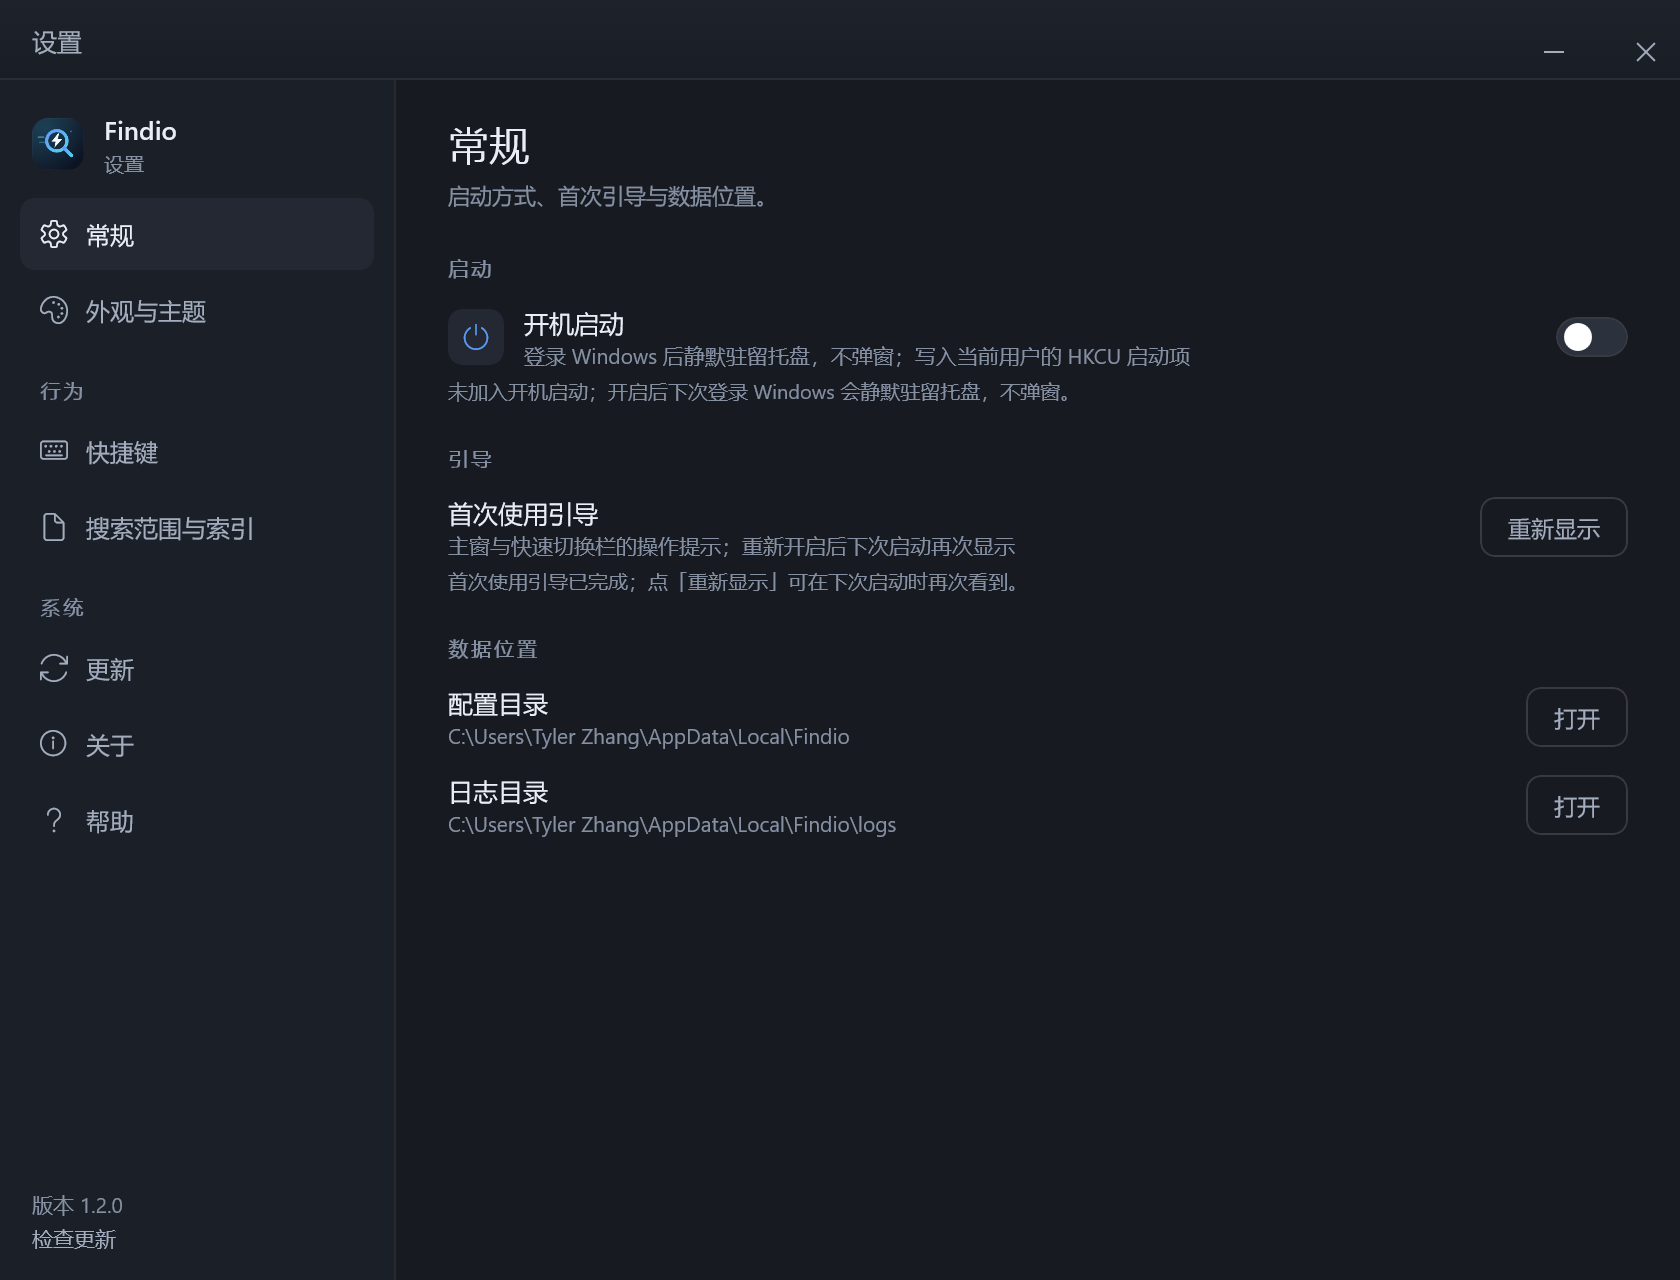 设置
Findio
设置
常规
外观与主题
行为
快捷键
搜索范围与索引
系统
更新
关于
帮助
版本 1.2.0
检查更新
常规
启动方式、首次引导与数据位置。
启动
开机启动
登录 Windows 后静默驻留托盘，不弹窗；写入当前用户的 HKCU 启动项
未加入开机启动；开启后下次登录 Windows 会静默驻留托盘，不弹窗。
引导
首次使用引导
主窗与快速切换栏的操作提示；重新开启后下次启动再次显示
首次使用引导已完成；点「重新显示」可在下次启动时再次看到。
重新显示
数据位置
配置目录
C:\Users\Tyler Zhang\AppData\Local\Findio
打开
日志目录
C:\Users\Tyler Zhang\AppData\Local\Findio\logs
打开